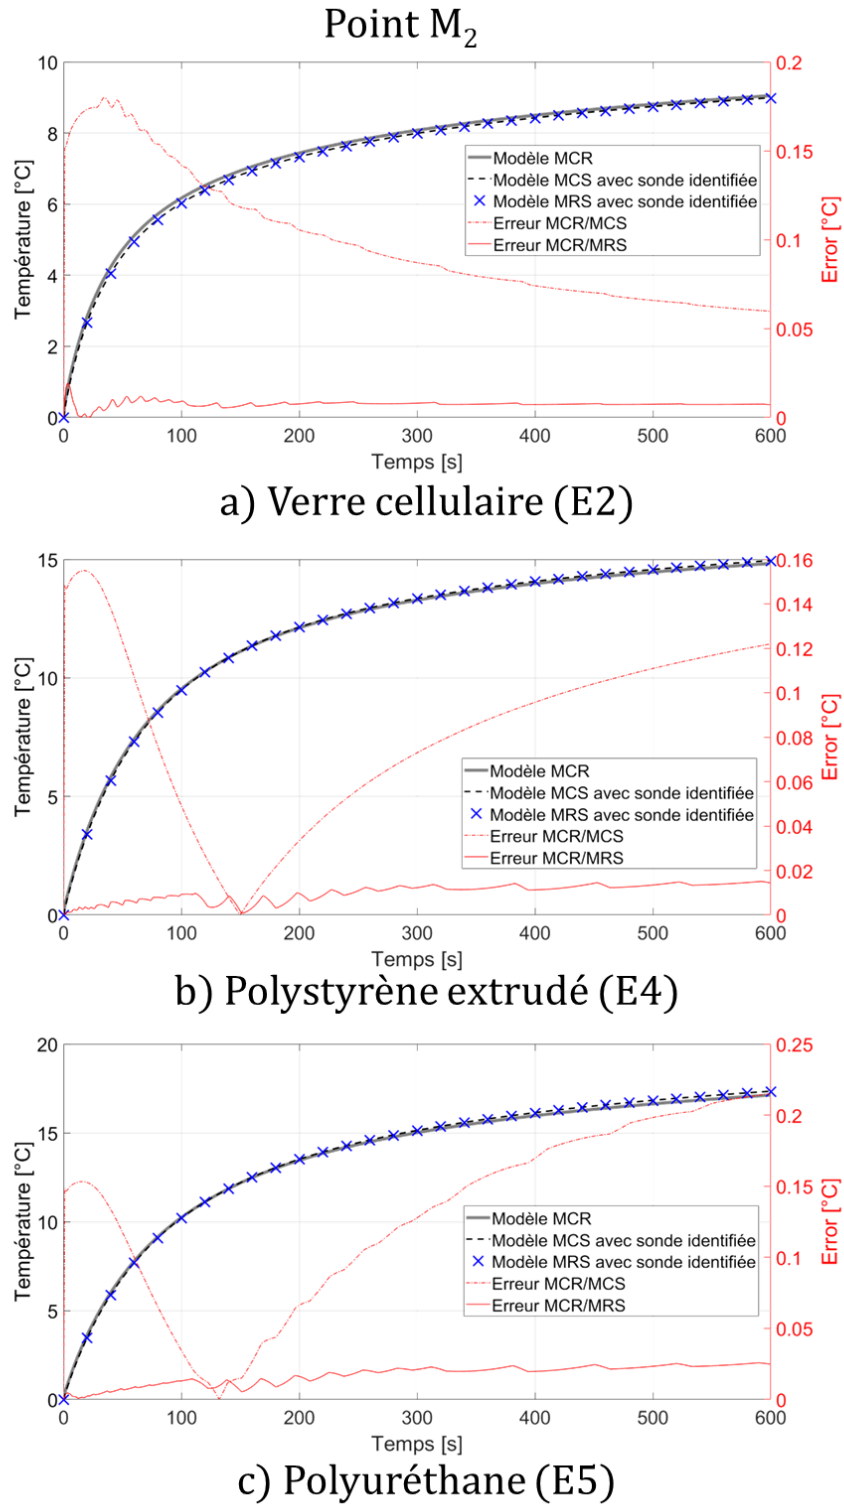 Point M₂
10
8
6
4
2
0
Température [°C]
0.2
0.15
0.1
0.05
0
Error [°C]
Modèle MCR
Modèle MCS avec sonde identifiée
Modèle MRS avec sonde identifiée
Erreur MCR/MCS
Erreur MCR/MRS
0 100 200 300 400 500 600
Temps [s]
a) Verre cellulaire (E2)
15
10
5
0
Température [°C]
0.16
0.14
0.12
0.1
0.08
0.06
0.04
0.02
0
Error [°C]
Modèle MCR
Modèle MCS avec sonde identifiée
Modèle MRS avec sonde identifiée
Erreur MCR/MCS
Erreur MCR/MRS
0 100 200 300 400 500 600
Temps [s]
b) Polystyrène extrudé (E4)
20
15
10
5
0
Température [°C]
0.25
0.2
0.15
0.1
0.05
0
Error [°C]
Modèle MCR
Modèle MCS avec sonde identifiée
Modèle MRS avec sonde identifiée
Erreur MCR/MCS
Erreur MCR/MRS
0 100 200 300 400 500 600
Temps [s]
c) Polyuréthane (E5)